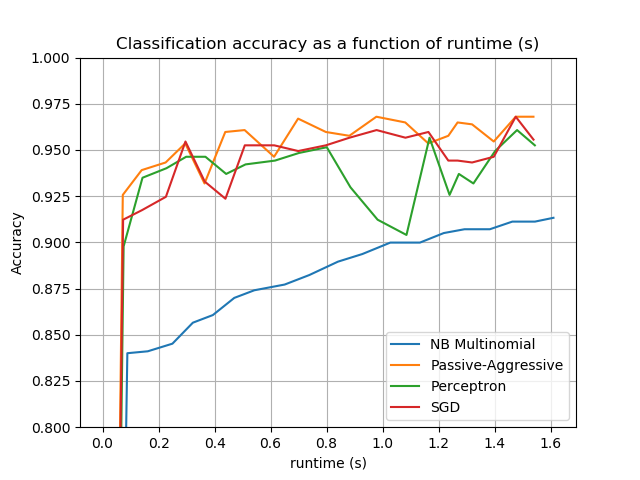 Classification accuracy as a function of runtime (s)
1.000
0.975
0.950
0.925
0.900
0.875
0.850
0.825
0.800
Accuracy
NB Multinomial
Passive-Aggressive
Perceptron
SGD
0.0 0.2 0.4 0.6 0.8 1.0 1.2 1.4 1.6
runtime (s)